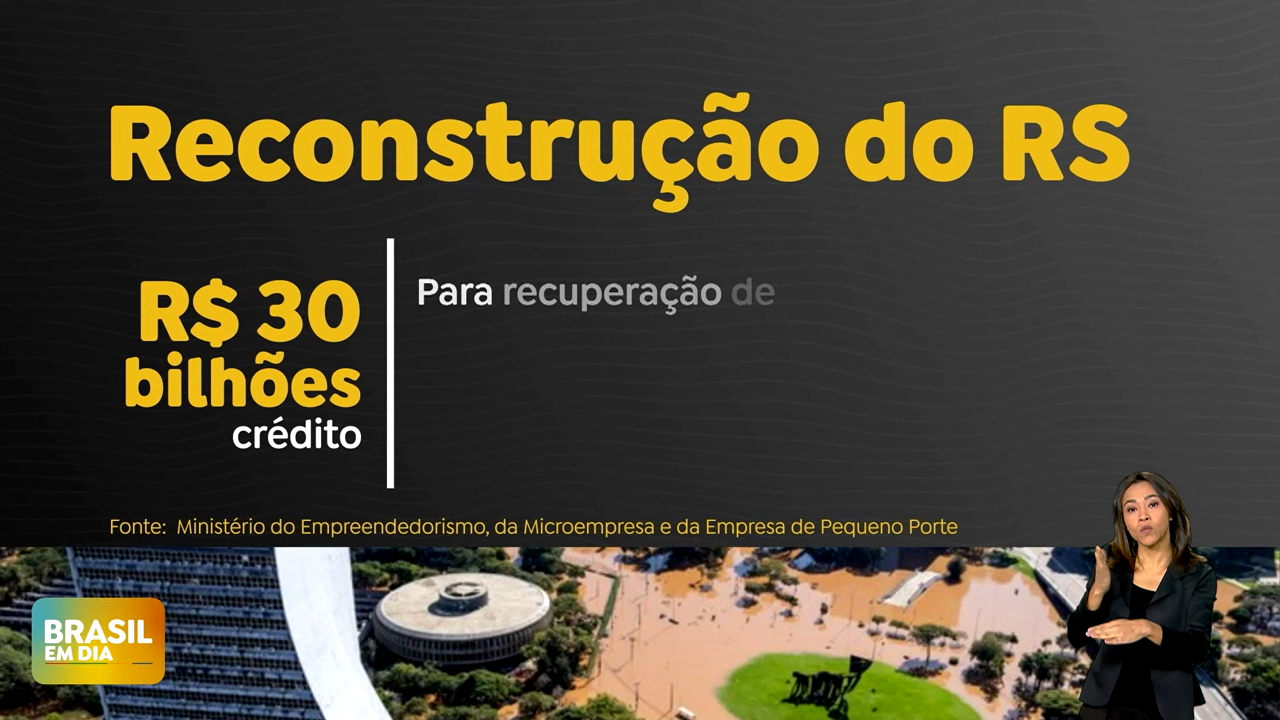 Reconstrução do RS
R$ 30
bilhões
crédito
Para recuperação de
Fonte: Ministério do Empreendedorismo, da Microempresa e da Empresa de Pequeno Porte
BRASIL
EM DIA